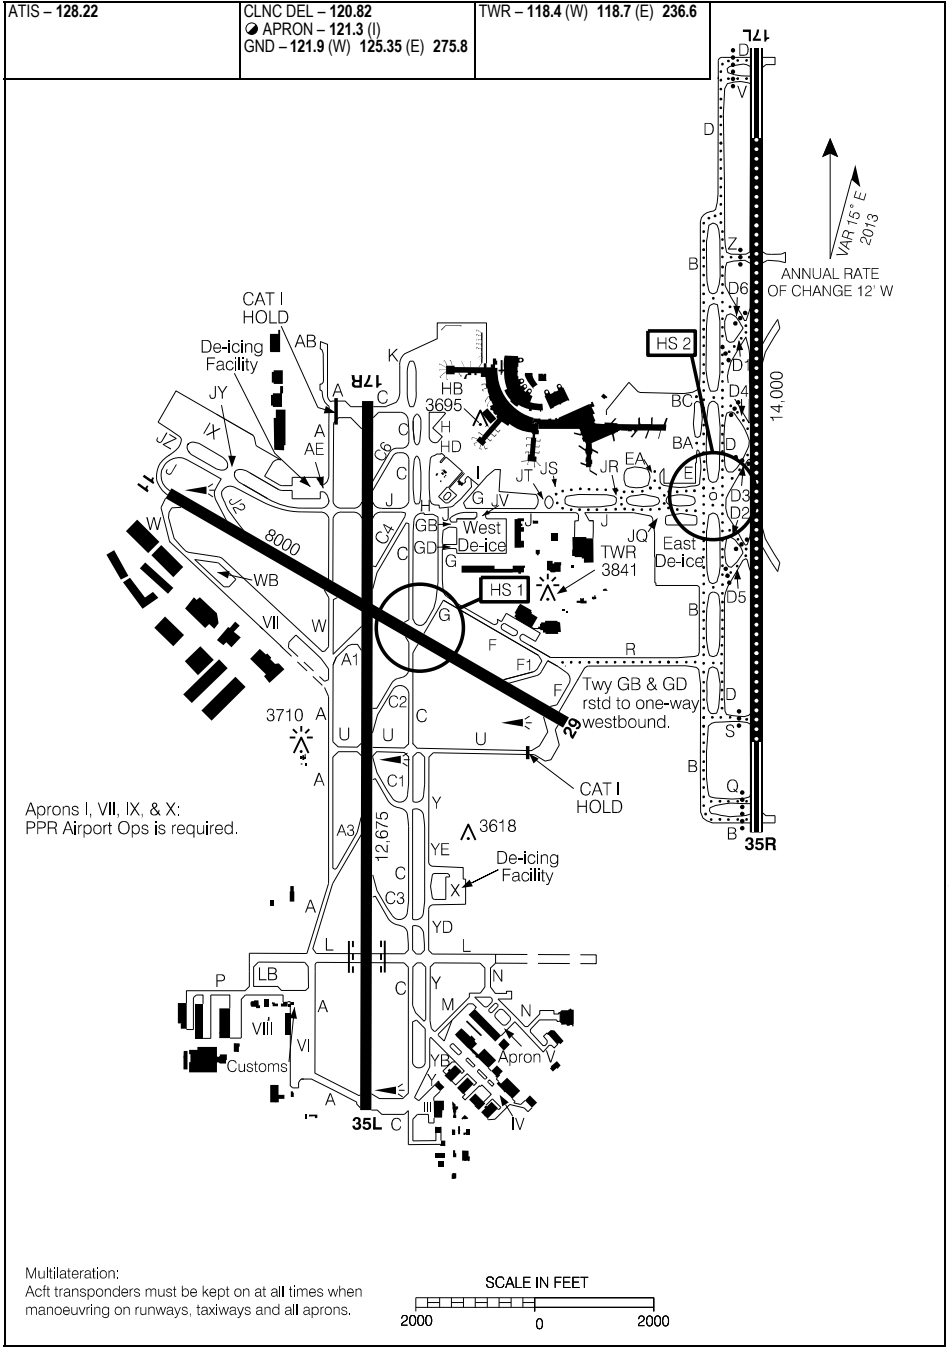 ATIS – 128.22
CLNC DEL – 120.82
APRON – 121.3 (I)
GND – 121.9 (W) 125.35 (E) 275.8
TWR – 118.4 (W) 118.7 (E) 236.6
17L
D
V
D
VAR 15° E
2013
Z
B
ANNUAL RATE
OF CHANGE 12' W
D6
CAT I
HOLD
HS 2
AB
De-icing
Facility
K
D1
17R
A
C
HB
3695
JY
BC
D4
14,000
IX
A
C
H
HD
JZ
AE
C6
BA
D
J
C
I
JT
JS
JR
EA
E
11
J2
J
H
G
JV
D3
D2
W
8000
C4
GB
J
West
De-ice
J
J
JQ
East
De-ice
C
GD
G
TWR
3841
WB
HS 1
D5
VII
W
G
B
F
R
A1
F1
F
Twy GB & GD
rstd to one-way
westbound.
D
C2
3710
A
C
29
S
U
U
U
B
A
C1
CAT I
HOLD
Q
Y
Aprons I, VII, IX, & X:
PPR Airport Ops is required.
A3
12,675
3618
B
YE
35R
De-icing
Facility
C
X
A
C3
YD
L
L
P
LB
C
Y
N
A
M
N
VIII
VI
Apron V
Customs
YB
Y
A
III
IV
35L
C
Multilateration:
Acft transponders must be kept on at all times when
manoeuvring on runways, taxiways and all aprons.
SCALE IN FEET
2000
0
2000